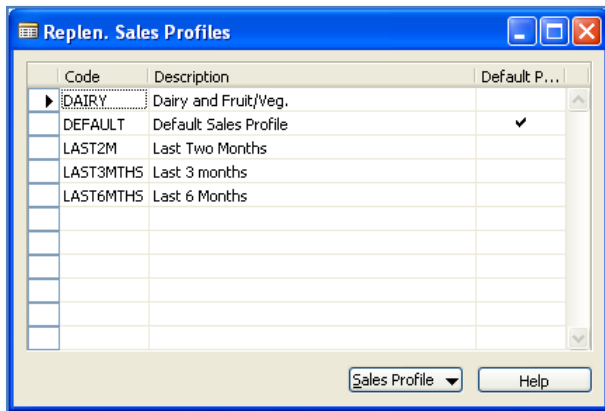 Replen. Sales Profiles
Code Description Default P...
DAIRY Dairy and Fruit/Veg.
DEFAULT Default Sales Profile ✔
LAST2M Last Two Months
LAST3MTHS Last 3 months
LAST6MTHS Last 6 Months
Sales Profile Help